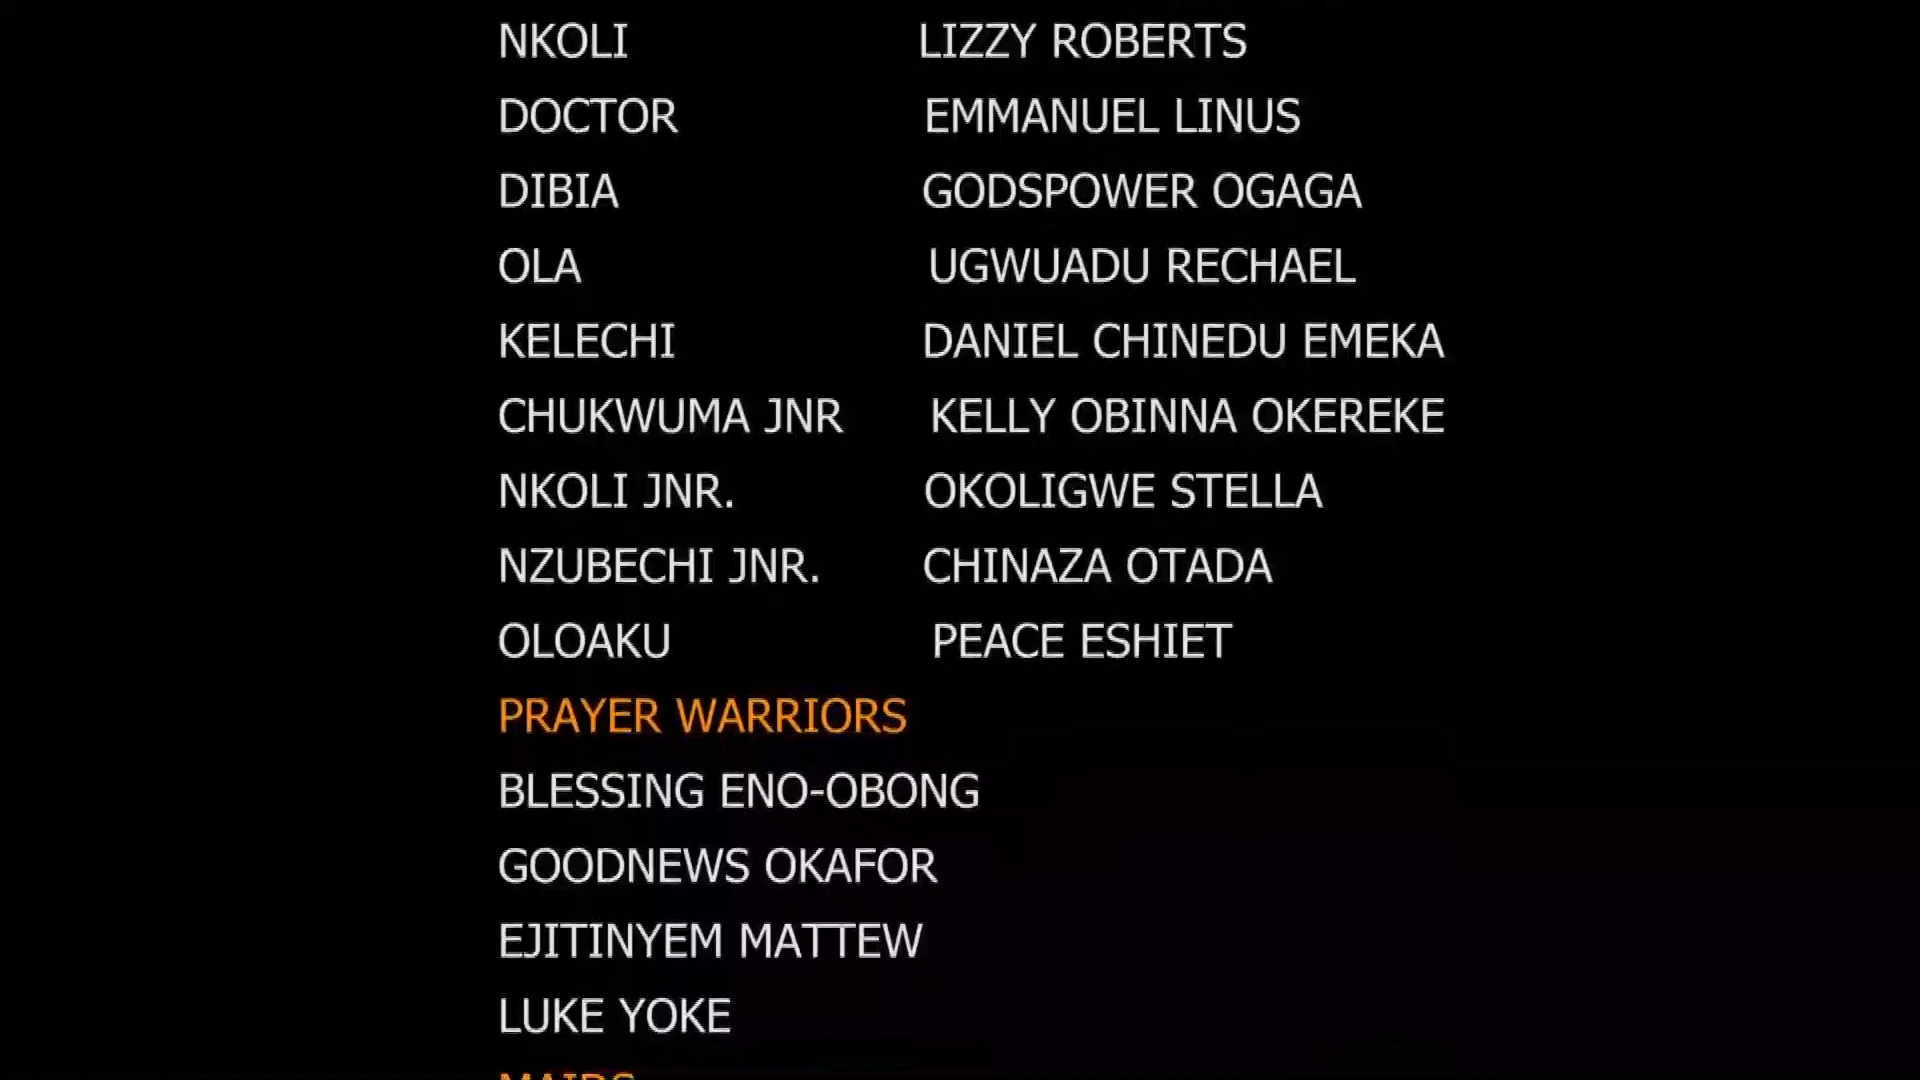 NKOLI LIZZY ROBERTS
DOCTOR EMMANUEL LINUS
DIBIA GODSPOWER OGAGA
OLA UGWUADU RECHAEL
KELECHI DANIEL CHINEDU EMEKA
CHUKWUMA JNR KELLY OBINNA OKEREKE
NKOLI JNR. OKOLIGWE STELLA
NZUBECHI JNR. CHINAZA OTADA
OLOAKU PEACE ESHIET
PRAYER WARRIORS
BLESSING ENO-OBONG
GOODNEWS OKAFOR
EJITINYEM MATTEW
LUKE YOKE